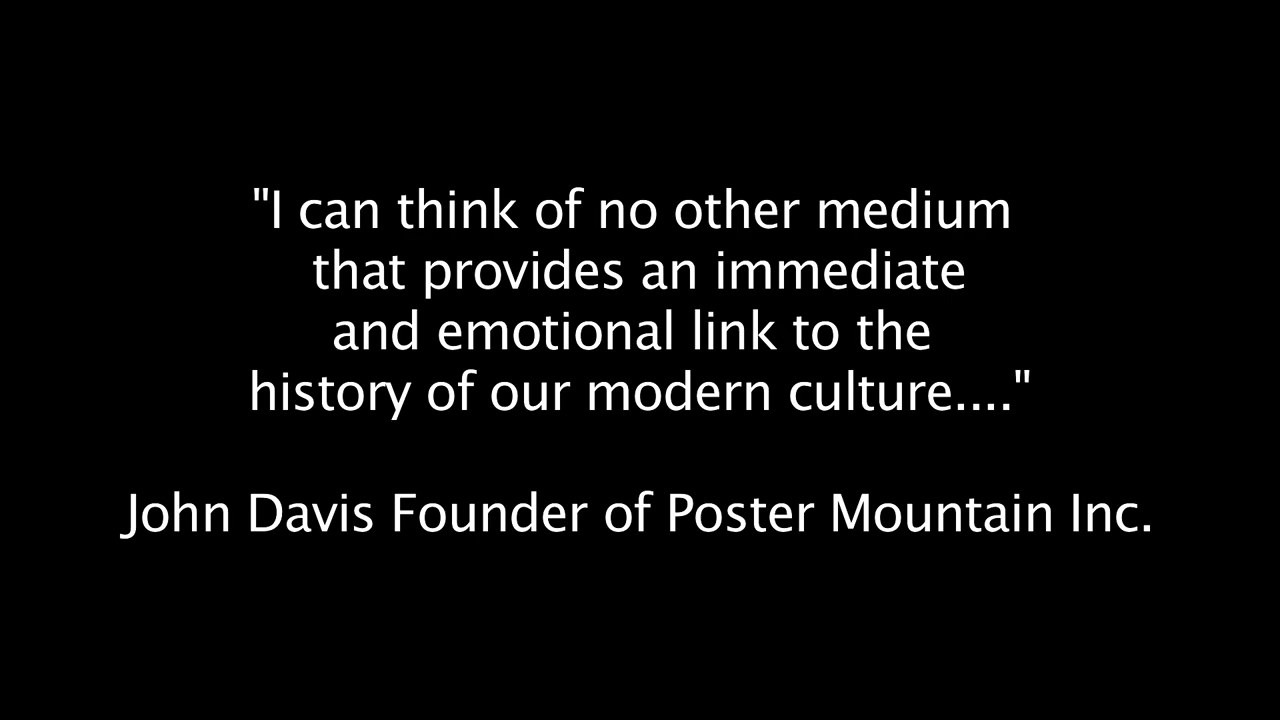 "I can think of no other medium
that provides an immediate
and emotional link to the
history of our modern culture...."
John Davis Founder of Poster Mountain Inc.